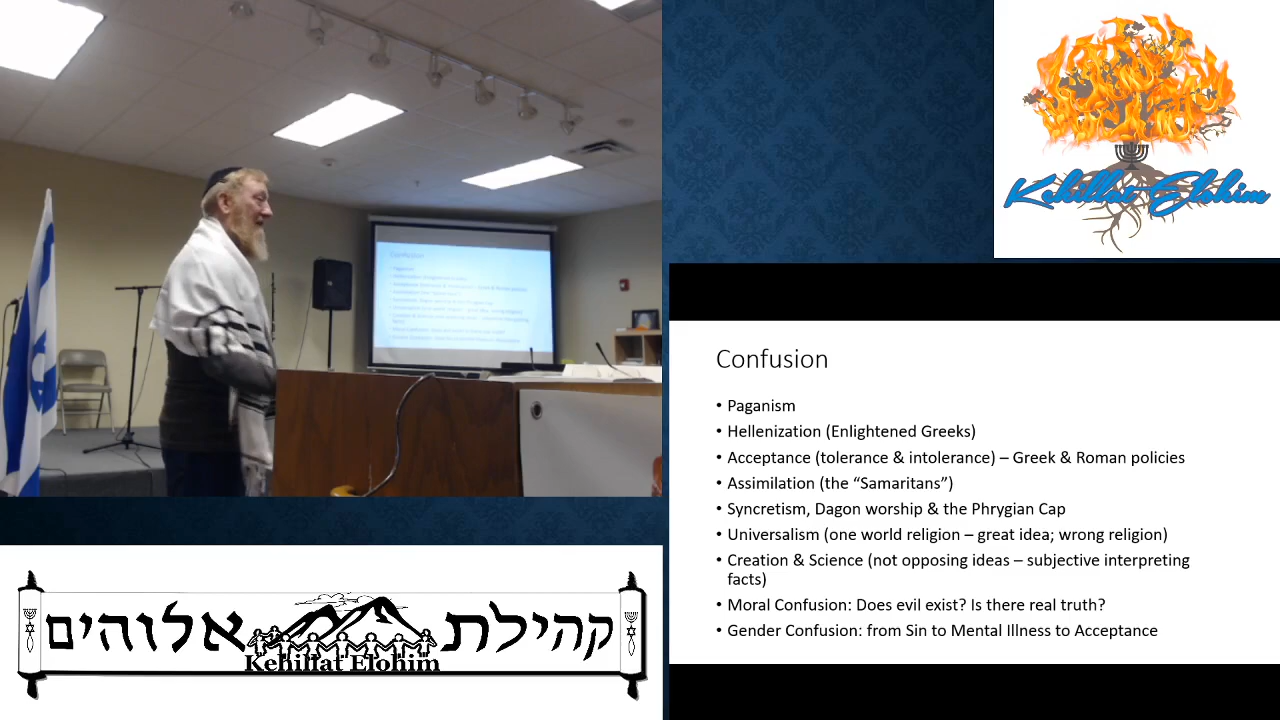 Kehillat Elohim
Confusion
• Paganism
• Hellenization (Enlightened Greeks)
• Acceptance (tolerance & intolerance) – Greek & Roman policies
• Assimilation (the “Samaritans”)
• Syncretism, Dagon worship & the Phrygian Cap
• Universalism (one world religion – great idea; wrong religion)
• Creation & Science (not opposing ideas – subjective interpreting
facts)
• Moral Confusion: Does evil exist? Is there real truth?
• Gender Confusion: from Sin to Mental Illness to Acceptance
קהילת אלוהים
Kehillat Elohim